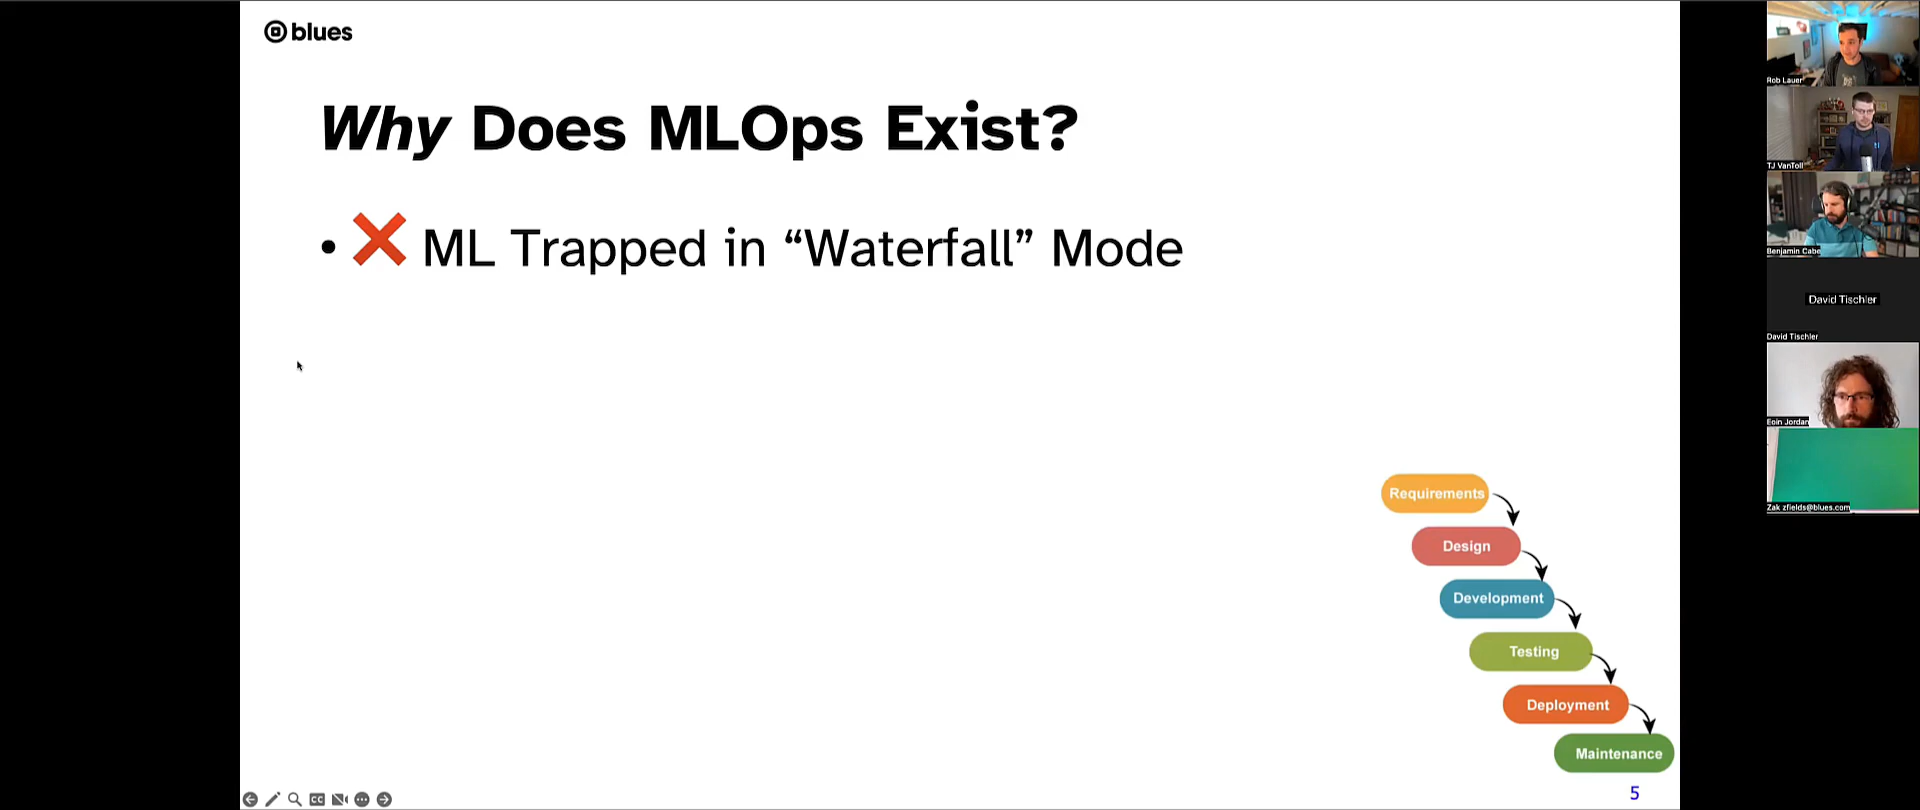 blues
Why Does MLOps Exist?
• ❌ ML Trapped in “Waterfall” Mode
Requirements
Design
Development
Testing
Deployment
Maintenance
5
CC
Rob Lauer
TJ VanToll
Benjamin Cabe
David Tischler
David Tischler
Eoin Jordan
Zak zfields@blues.com